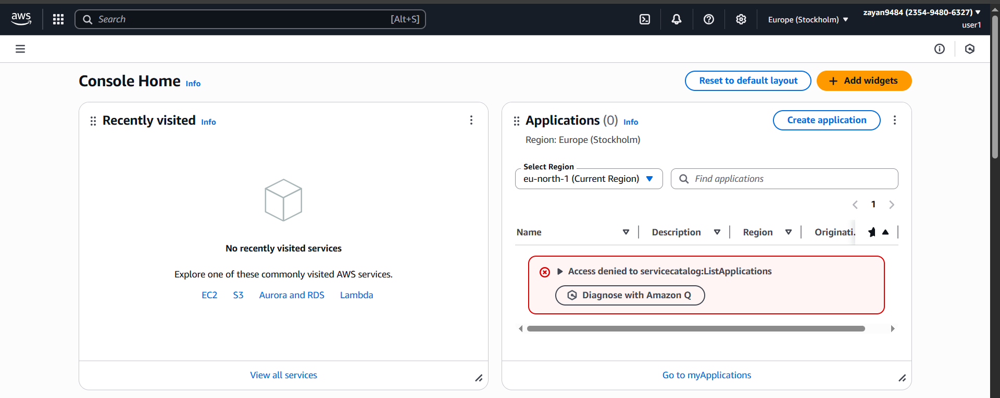 aws
Search [Alt+S]
Europe (Stockholm)
zayan9484 (2354-9480-6327)
user1
Console Home Info
Reset to default layout
Add widgets
Recently visited Info
No recently visited services
Explore one of these commonly visited AWS services.
EC2 S3 Aurora and RDS Lambda
View all services
Applications (0) Info
Create application
Region: Europe (Stockholm)
Select Region
eu-north-1 (Current Region)
Find applications
1
Name Description Region Originati.
Access denied to servicecatalog:ListApplications
Diagnose with Amazon Q
Go to myApplications